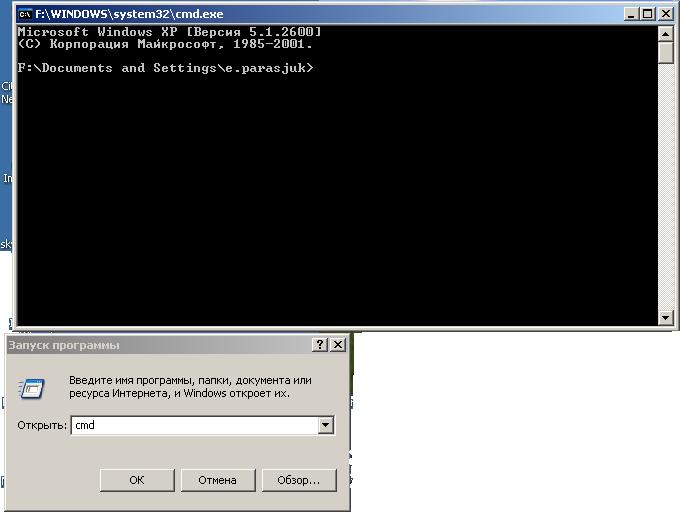 F:\WINDOWS\system32\cmd.exe
Microsoft Windows XP [Версия 5.1.2600]
(C) Корпорация Майкрософт, 1985-2001.
F:\Documents and Settings\e.parasjuk>
Запуск программы
Введите имя программы, папки, документа или
ресурса Интернета, и Windows откроет их.
Открыть: cmd
ОК Отмена Обзор...